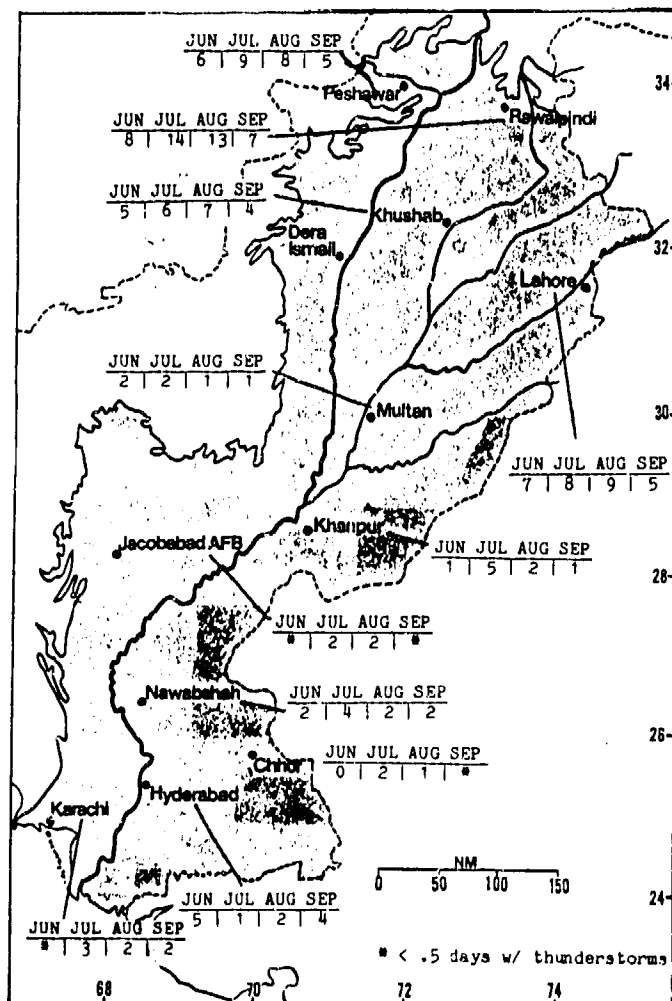 JUN JUL AUG SEP
6 | 9 | 8 | 5
Peshawar
34
Rawalpindi
JUN JUL AUG SEP
8 | 14 | 13 | 7
JUN JUL AUG SEP
5 | 6 | 7 | 4
Khushab
Dera
Ismail
32
Lahore
JUN JUL AUG SEP
2 | 2 | 1 | 1
Multan
30
JUN JUL AUG SEP
7 | 8 | 9 | 5
Khanpur
Jacobabad AFB
JUN JUL AUG SEP
1 | 5 | 2 | 1
28
JUN JUL AUG SEP
* | 2 | 2 | *
Nawabahah
JUN JUL AUG SEP
2 | 4 | 2 | 2
26
Chhor
JUN JUL AUG SEP
0 | 2 | 1 | *
Hyderabad
Karachi
NM
0 50 100 150
24
JUN JUL AUG SEP
5 | 1 | 2 | 4
JUN JUL AUG SEP
* | 3 | 2 | 2
* < .5 days w/ thunderstorms
68 70 72 74